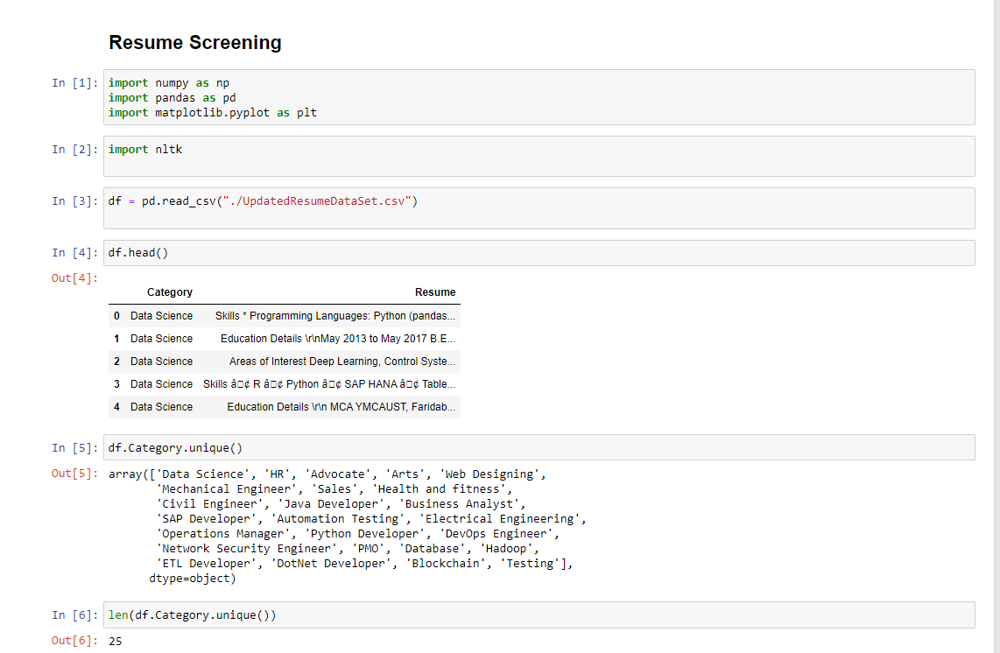 Resume Screening
In [1]: import numpy as np
import pandas as pd
import matplotlib.pyplot as plt
In [2]: import nltk
In [3]: df = pd.read_csv("./UpdatedResumeDataSet.csv")
In [4]: df.head()
Out[4]:
Category Resume
0 Data Science Skills * Programming Languages: Python (pandas...
1 Data Science Education Details \r\nMay 2013 to May 2017 B.E...
2 Data Science Areas of Interest Deep Learning, Control Syste...
3 Data Science Skills â□¢ R â□¢ Python â□¢ SAP HANA â□¢ Table...
4 Data Science Education Details \r\n MCA YMCAUST, Faridab...
In [5]: df.Category.unique()
Out[5]: array(['Data Science', 'HR', 'Advocate', 'Arts', 'Web Designing',
'Mechanical Engineer', 'Sales', 'Health and fitness',
'Civil Engineer', 'Java Developer', 'Business Analyst',
'SAP Developer', 'Automation Testing', 'Electrical Engineering',
'Operations Manager', 'Python Developer', 'DevOps Engineer',
'Network Security Engineer', 'PMO', 'Database', 'Hadoop',
'ETL Developer', 'DotNet Developer', 'Blockchain', 'Testing'],
dtype=object)
In [6]: len(df.Category.unique())
Out[6]: 25